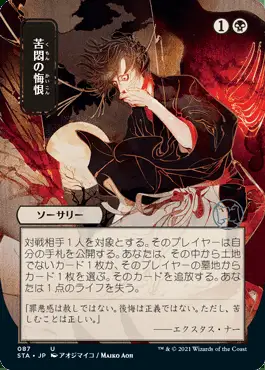 苦悶の悔恨
くもん かいこん
1
ソーサリー
対戦相手１人を対象とする。そのプレイヤーは自
分の手札を公開する。あなたは、その中から土地
でないカード１枚か、そのプレイヤーの墓地から
カード１枚を選ぶ。そのカードを追放する。あな
たは１点のライフを失う。
「罪悪感は赦しではない。後悔は正義ではない。ただし、苦
しむことは正しい。」
――エクスタス・ナー
087 U
STA • JP アオジマイコ / Maiko Aoji
™ & © 2021 Wizards of the Coast